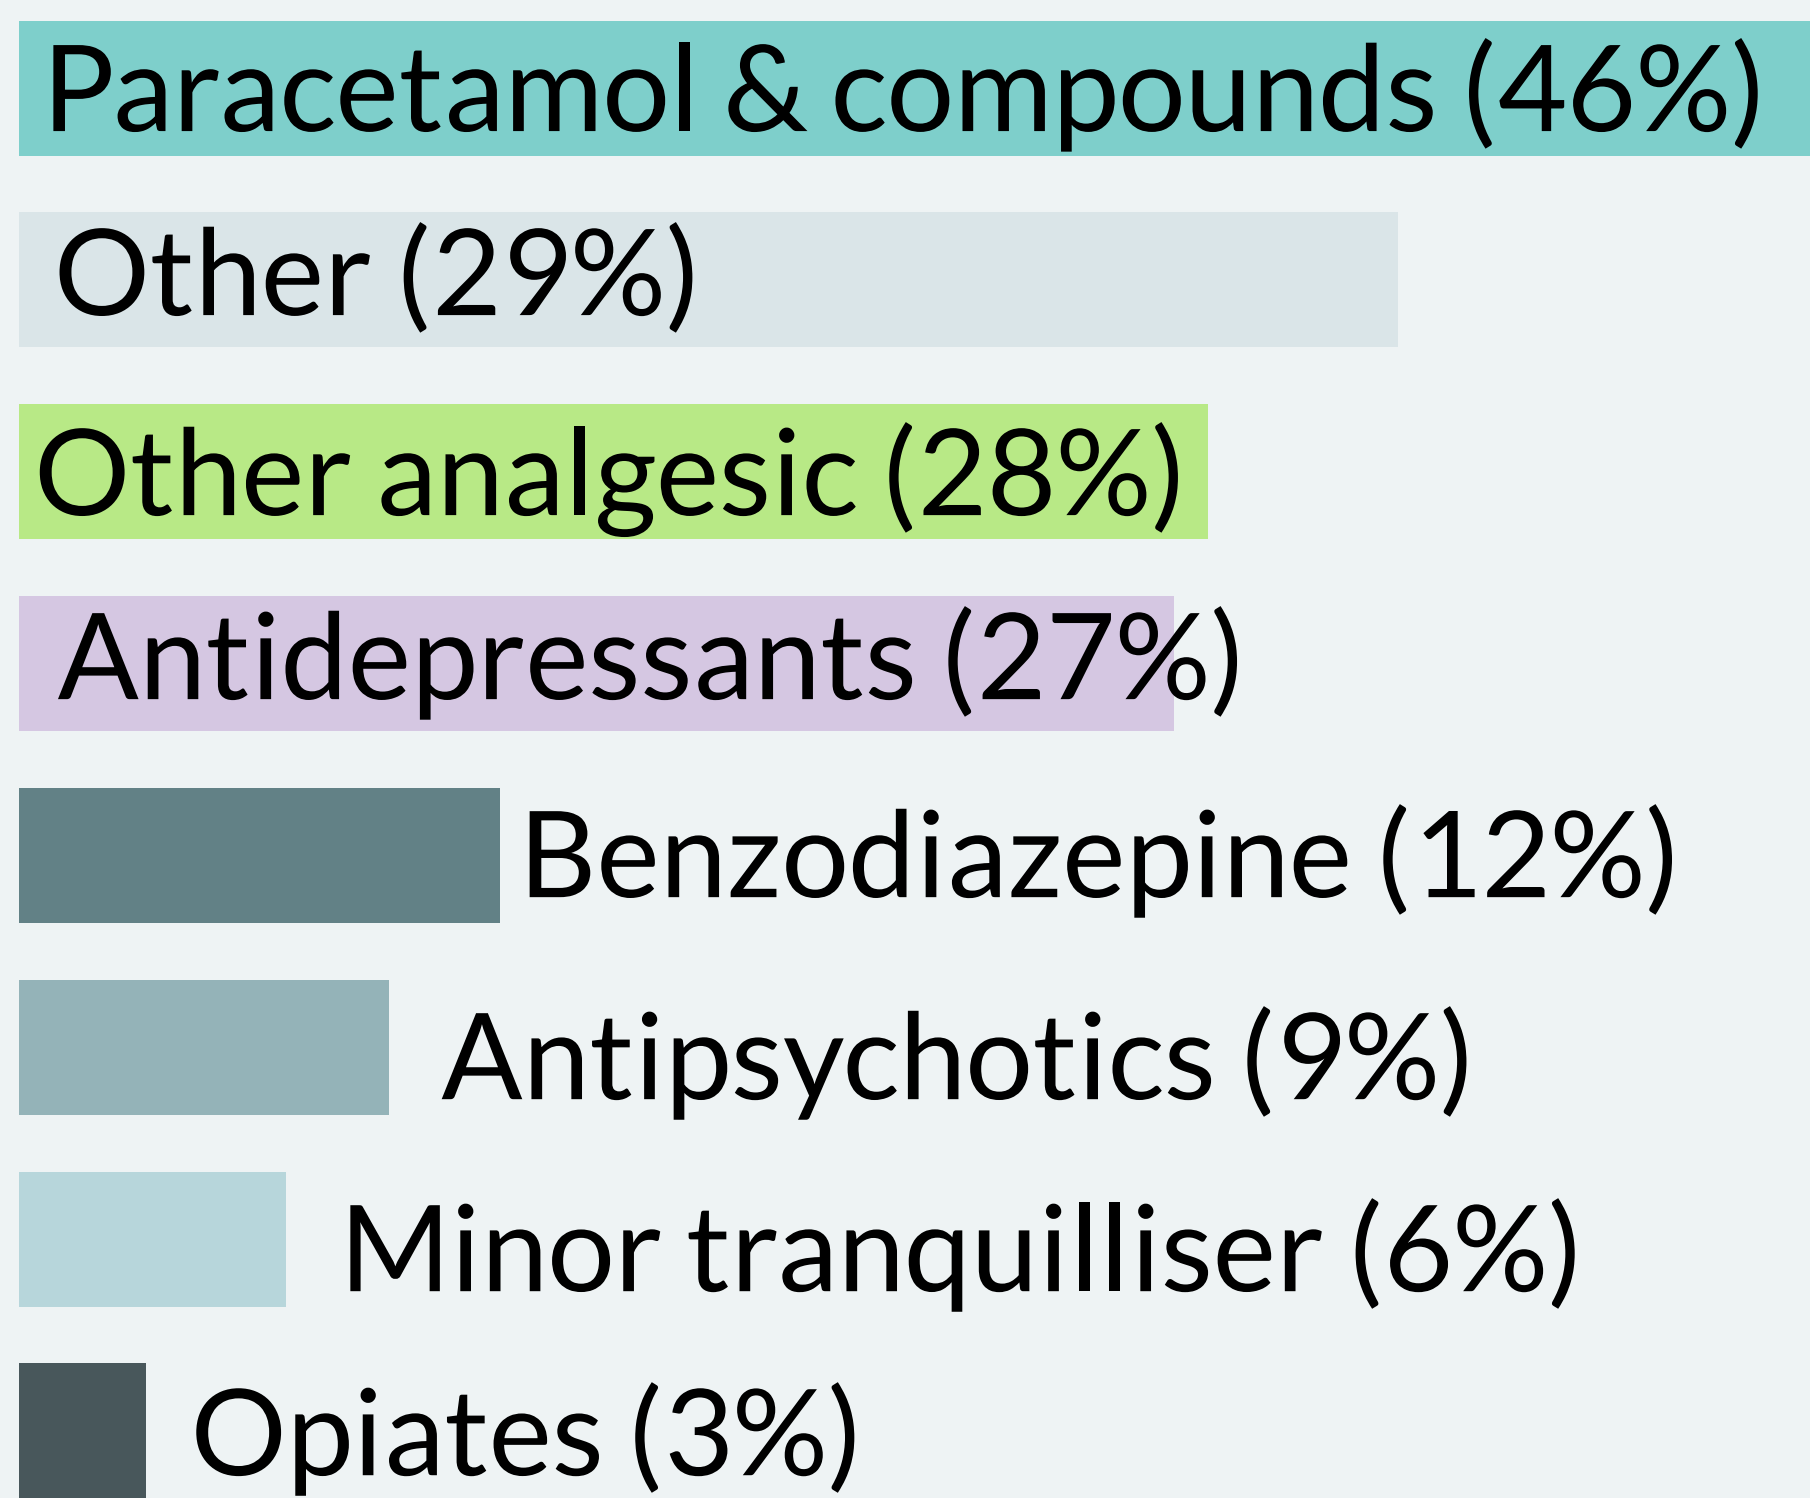 Paracetamol & compounds (46%)
Other (29%)
Other analgesic (28%)
Antidepressants (27%)
Benzodiazepine (12%)
Antipsychotics (9%)
Minor tranquilliser (6%)
Opiates (3%)